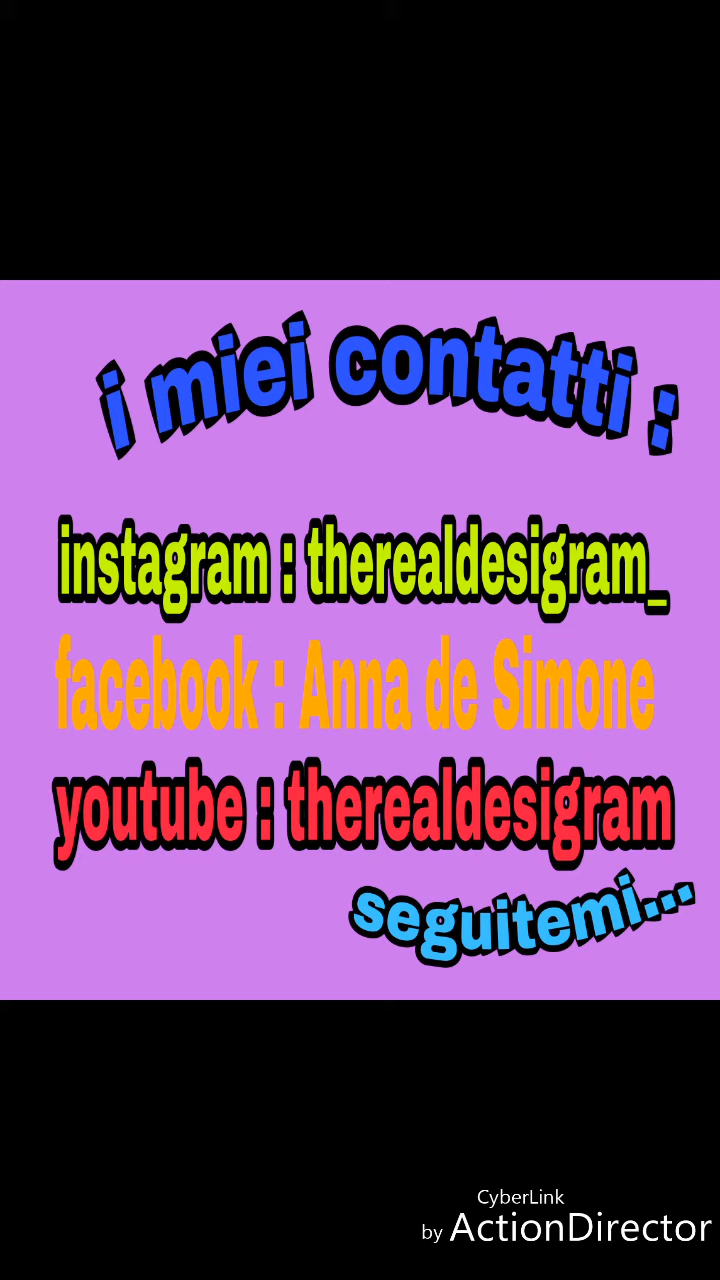 i miei contatti :
instagram : therealdesigram_
facebook : Anna de Simone
youtube : therealdesigram
seguitemi...
CyberLink
by ActionDirector